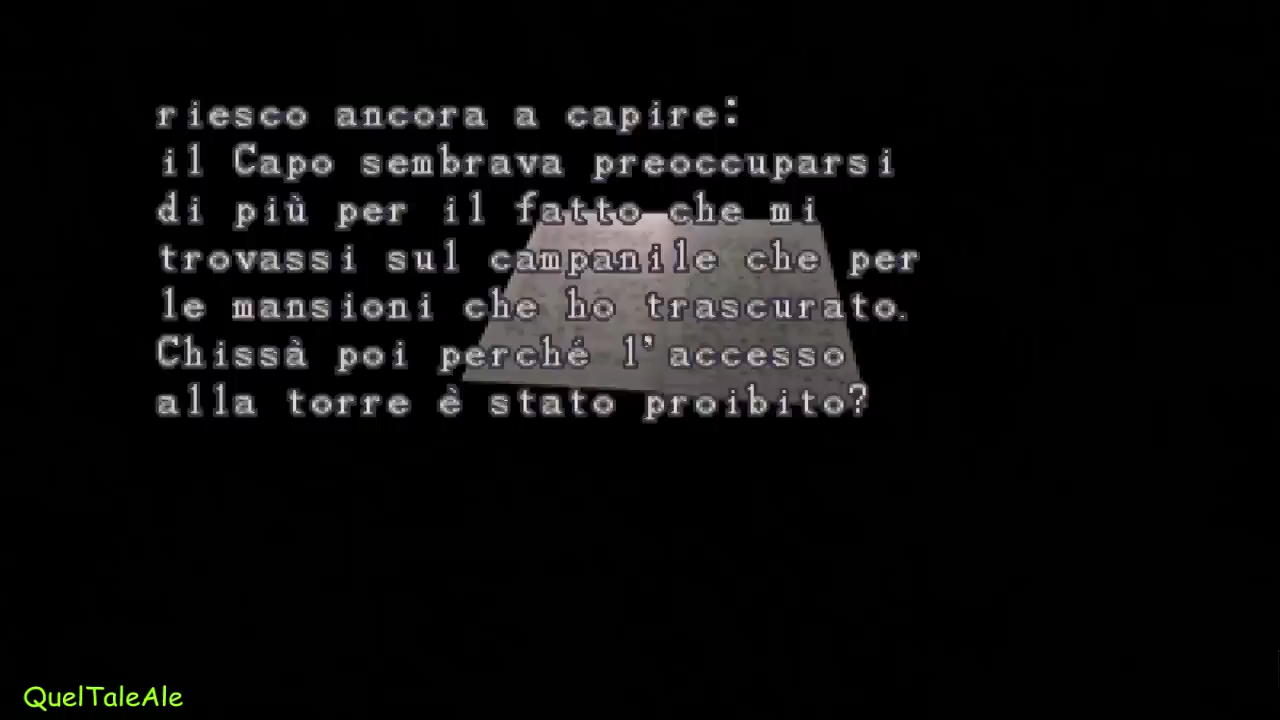 riesco ancora a capire:
il Capo sembrava preoccuparsi
di più per il fatto che mi
trovassi sul campanile che per
le mansioni che ho trascurato.
Chissà poi perché l'accesso
alla torre è stato proibito?
QuelTaleAle